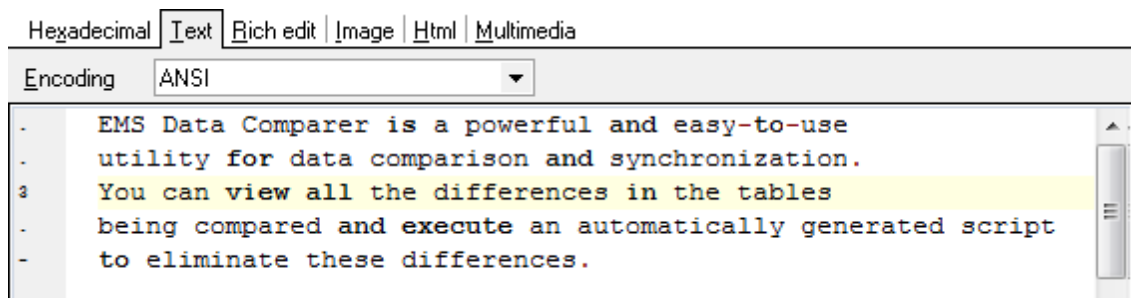 Hexadecimal Text Rich edit Image Html Multimedia
Encoding ANSI
EMS Data Comparer is a powerful and easy-to-use
utility for data comparison and synchronization.
3 You can view all the differences in the tables
being compared and execute an automatically generated script
to eliminate these differences.